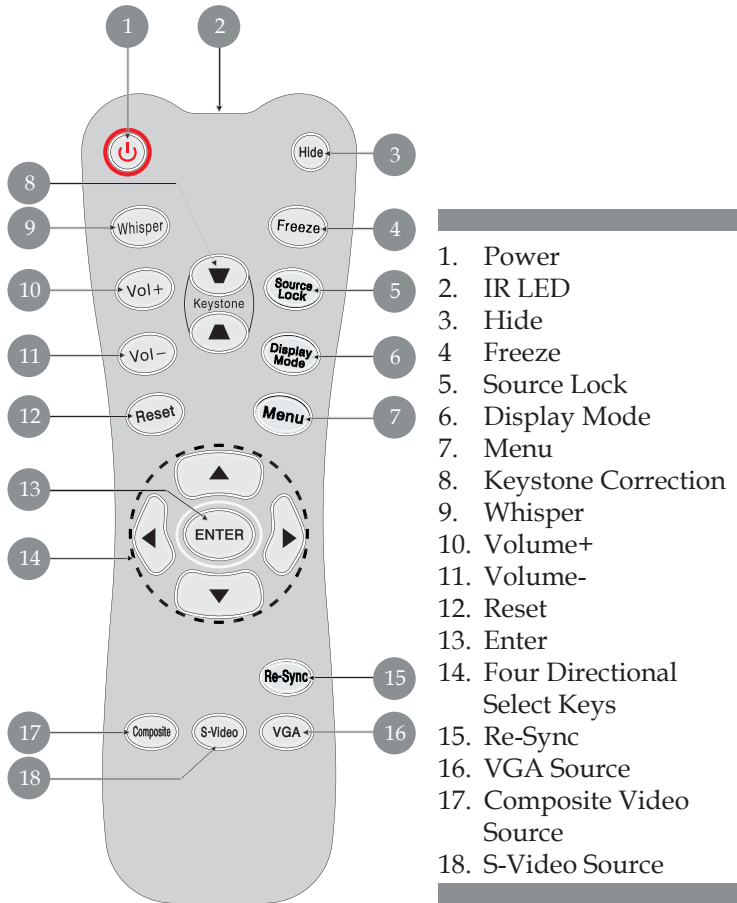 1
2
Hide
3
8
Whisper
9
Freeze
4
Vol+
10
Keystone
Source
Lock
5
Vol-
11
Display
Mode
6
Reset
12
Menu
7
13
ENTER
14
Re-Sync
15
17
Composite
S-Video
VGA
16
18
1. Power
2. IR LED
3. Hide
4 Freeze
5. Source Lock
6. Display Mode
7. Menu
8. Keystone Correction
9. Whisper
10. Volume+
11. Volume-
12. Reset
13. Enter
14. Four Directional
Select Keys
15. Re-Sync
16. VGA Source
17. Composite Video
Source
18. S-Video Source